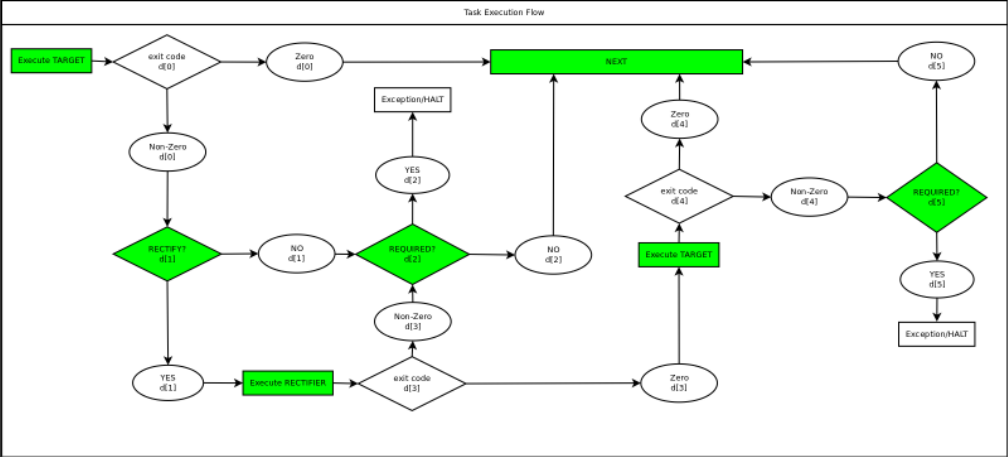 Task Execution Flow
Execute TARGET
exit code
d[0]
Zero
d[0]
NEXT
NO
d[5]
Exception/HALT
Zero
d[4]
Non-Zero
d[0]
YES
d[2]
exit code
d[4]
Non-Zero
d[4]
REQUIRED?
d[5]
RECTIFY?
d[1]
NO
d[1]
REQUIRED?
d[2]
NO
d[2]
Execute TARGET
YES
d[5]
Non-Zero
d[3]
Exception/HALT
YES
d[1]
Execute RECTIFIER
exit code
d[3]
Zero
d[3]